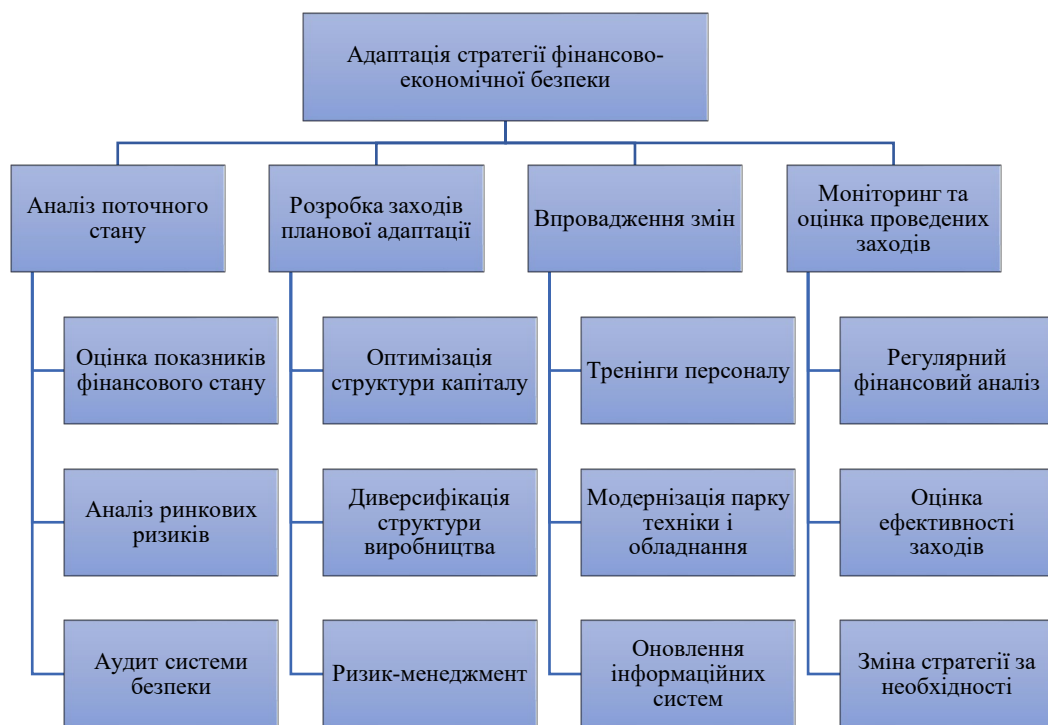 Адаптація стратегії фінансово-
економічної безпеки
Аналіз поточного
стану
Розробка заходів
планової адаптації
Впровадження змін
Моніторинг та
оцінка проведених
заходів
Оцінка показників
фінансового стану
Оптимізація
структури капіталу
Тренінги персоналу
Регулярний
фінансовий аналіз
Аналіз ринкових
ризиків
Диверсифікація
структури
виробництва
Модернізація парку
техніки і
обладнання
Оцінка
ефективності
заходів
Аудит системи
безпеки
Ризик-менеджмент
Оновлення
інформаційних
систем
Зміна стратегії за
необхідності